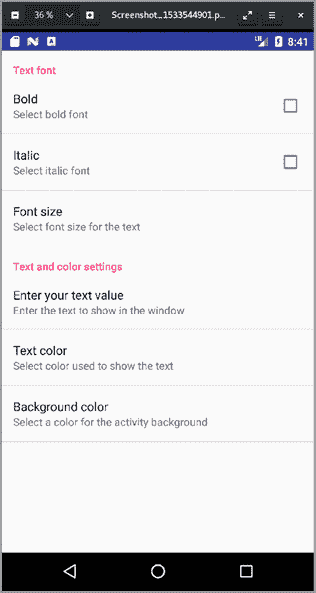 36 % Screenshot_1533544901.p...
LTE 8:41
Text font
Bold
Select bold font
Italic
Select italic font
Font size
Select font size for the text
Text and color settings
Enter your text value
Enter the text to show in the window
Text color
Select color used to show the text
Background color
Select a color for the activity background